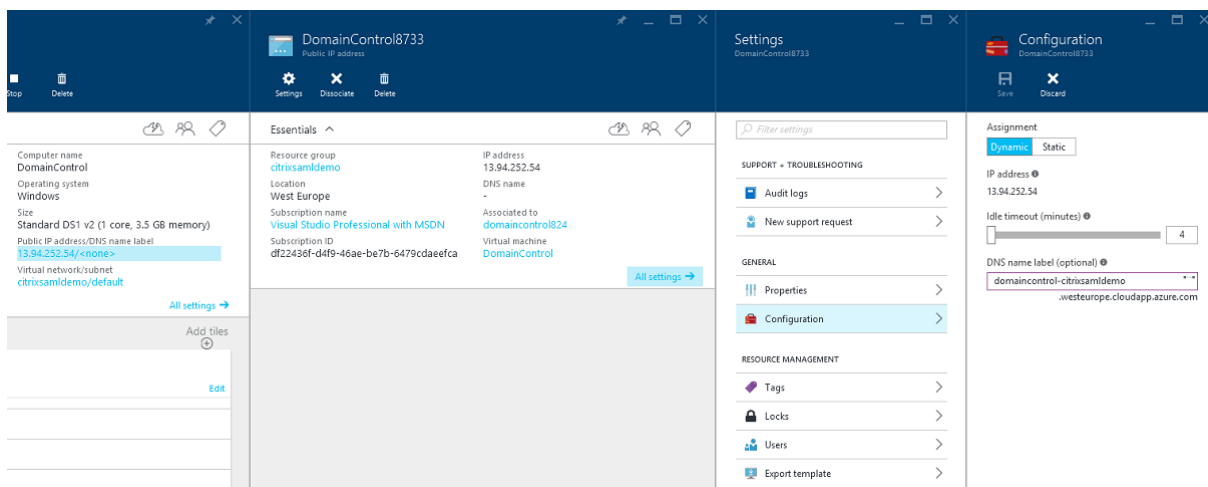 Stop
Delete
Computer name
DomainControl
Operating system
Windows
Size
Standard DS1 v2 (1 core, 3.5 GB memory)
Public IP address/DNS name label
13.94.252.54/<none>
Virtual network/subnet
citrixsamldemo/default
All settings →
Add tiles
Edit
DomainControl8733
Public IP address
Settings
Dissociate
Delete
Essentials
Resource group
citrixsamldemo
Location
West Europe
Subscription name
Visual Studio Professional with MSDN
Subscription ID
df22436f-d4f9-46ae-be7b-6479cdaeefca
IP address
13.94.252.54
DNS name
-
Associated to
domaincontrol824
Virtual machine
DomainControl
All settings →
Settings
DomainControl8733
Filter settings
SUPPORT + TROUBLESHOOTING
Audit logs
New support request
GENERAL
Properties
Configuration
RESOURCE MANAGEMENT
Tags
Locks
Users
Export template
Configuration
DomainControl8733
Save
Discard
Assignment
Dynamic Static
IP address
13.94.252.54
Idle timeout (minutes)
4
DNS name label (optional)
domaincontrol-citrixsamldemo
.westeurope.cloudapp.azure.com